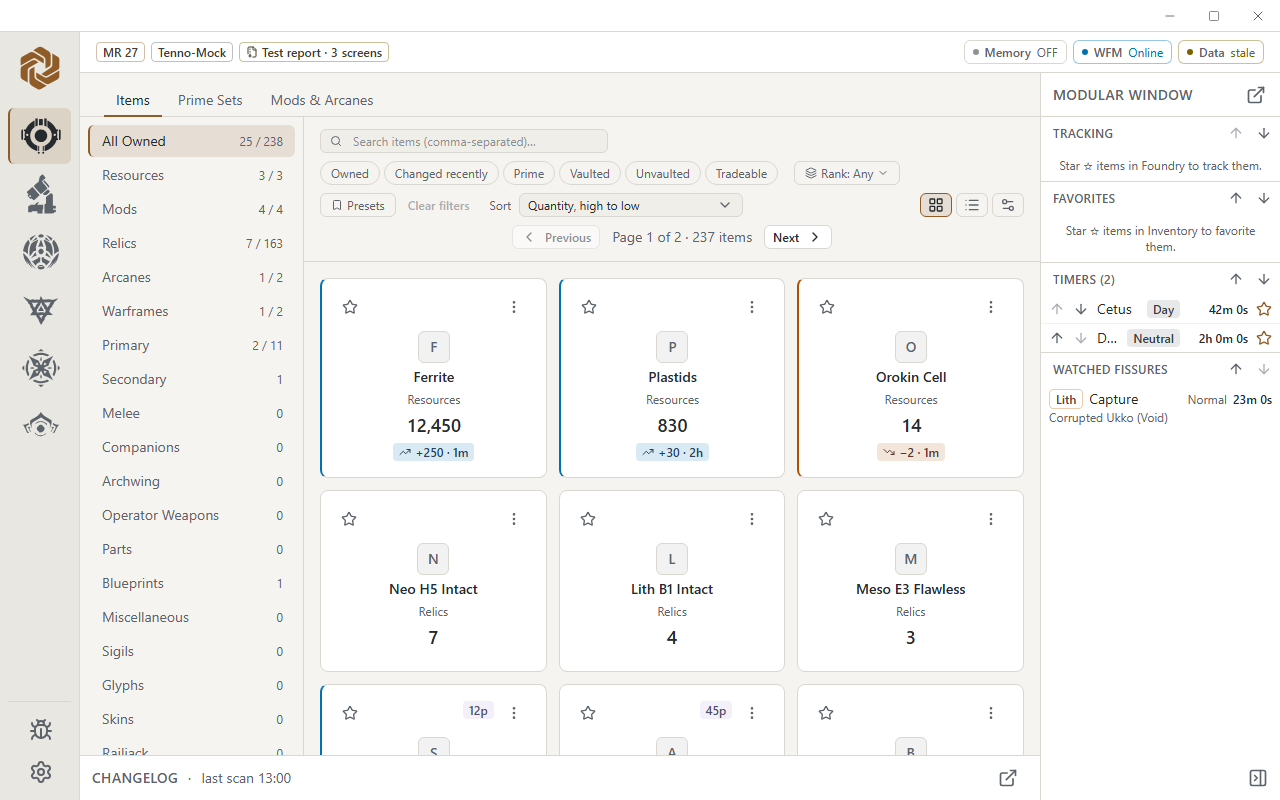 MR 27
Tenno-Mock
Test report · 3 screens
Memory OFF
WFM Online
Data stale
Items
Prime Sets
Mods & Arcanes
All Owned 25 / 238
Resources 3 / 3
Mods 4 / 4
Relics 7 / 163
Arcanes 1 / 2
Warframes 1 / 2
Primary 2 / 11
Secondary 1
Melee 0
Companions 0
Archwing 0
Operator Weapons 0
Parts 0
Blueprints 1
Miscellaneous 0
Sigils 0
Glyphs 0
Skins 0
Railjack 0
Search items (comma-separated)...
Owned
Changed recently
Prime
Vaulted
Unvaulted
Tradeable
Rank: Any
Presets
Clear filters
Sort
Quantity, high to low
Previous
Page 1 of 2 · 237 items
Next
F
Ferrite
Resources
12,450
+250 · 1m
P
Plastids
Resources
830
+30 · 2h
O
Orokin Cell
Resources
14
−2 · 1m
N
Neo H5 Intact
Relics
7
L
Lith B1 Intact
Relics
4
M
Meso E3 Flawless
Relics
3
12p
S
45p
A
B
MODULAR WINDOW
TRACKING
Star ☆ items in Foundry to track them.
FAVORITES
Star ☆ items in Inventory to favorite
them.
TIMERS (2)
Cetus Day 42m 0s
D... Neutral 2h 0m 0s
WATCHED FISSURES
Lith Capture Normal 23m 0s
Corrupted Ukko (Void)
CHANGELOG · last scan 13:00